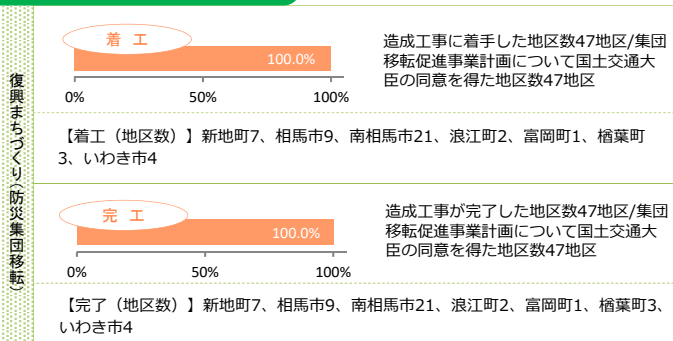 復興まちづくり(防災集団移転)
着 工
100.0%
0% 50% 100%
造成工事に着手した地区数47地区/集団
移転促進事業計画について国土交通大
臣の同意を得た地区数47地区
【着工（地区数）】新地町7、相馬市9、南相馬市21、浪江町2、富岡町1、楢葉町
3、いわき市4
完 工
100.0%
0% 50% 100%
造成工事が完了した地区数47地区/集団
移転促進事業計画について国土交通大
臣の同意を得た地区数47地区
【完了（地区数）】新地町7、相馬市9、南相馬市21、浪江町2、富岡町1、楢葉町3、
いわき市4